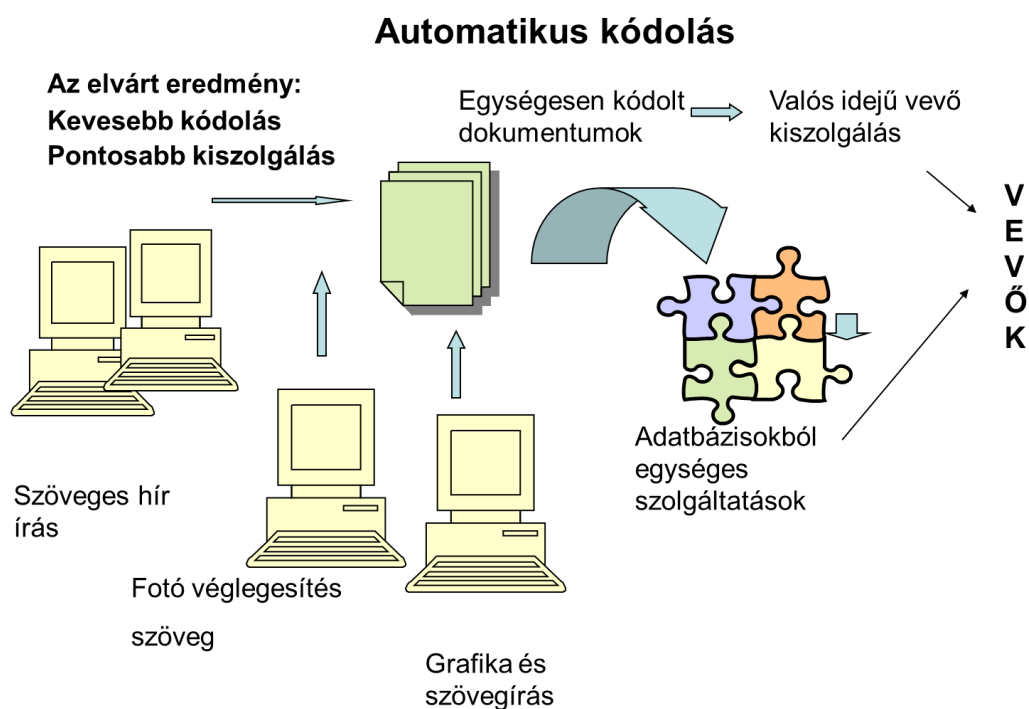 Automatikus kódolás
Az elvárt eredmény:
Kevesebb kódolás
Pontosabb kiszolgálás
Egységesen kódolt
dokumentumok
Valós idejű vevő
kiszolgálás
V
E
V
Ő
K
Adatbázisokból
egységes
szolgáltatások
Szöveges hír
írás
Fotó véglegesítés
szöveg
Grafika és
szövegírás